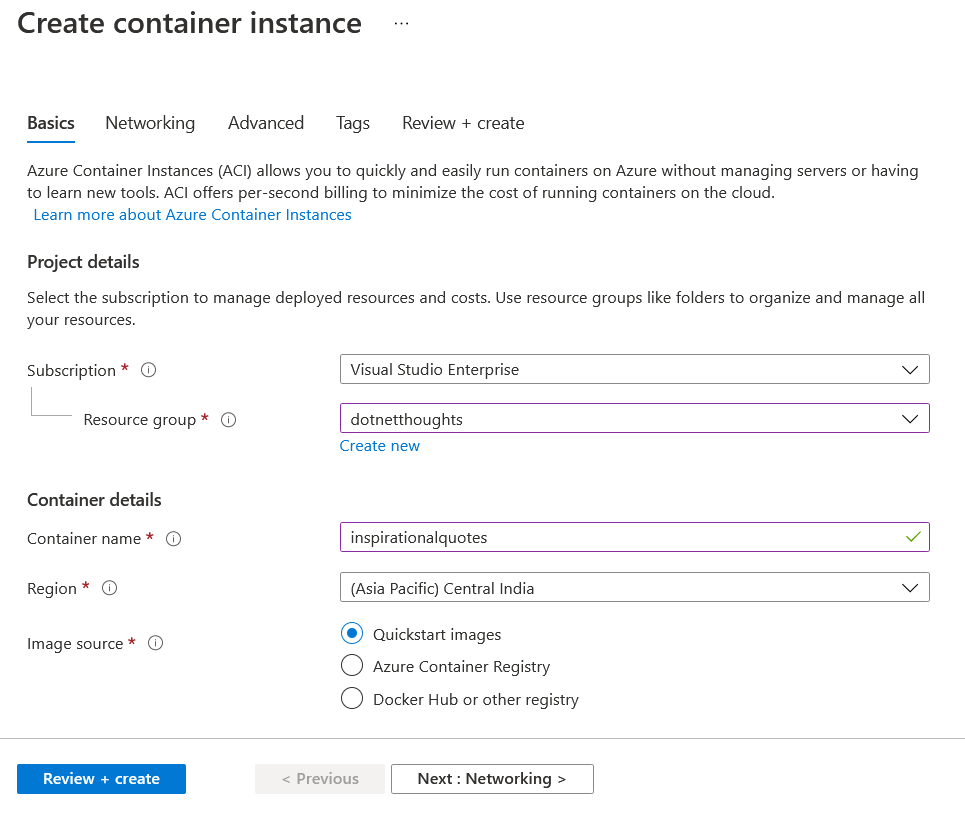 Create container instance ...
Basics Networking Advanced Tags Review + create
Azure Container Instances (ACI) allows you to quickly and easily run containers on Azure without managing servers or having
to learn new tools. ACI offers per-second billing to minimize the cost of running containers on the cloud.
Learn more about Azure Container Instances
Project details
Select the subscription to manage deployed resources and costs. Use resource groups like folders to organize and manage all
your resources.
Subscription * Visual Studio Enterprise
Resource group * dotnetthoughts
Create new
Container details
Container name * inspirationalquotes
Region * (Asia Pacific) Central India
Image source * Quickstart images
Azure Container Registry
Docker Hub or other registry
Review + create < Previous Next : Networking >